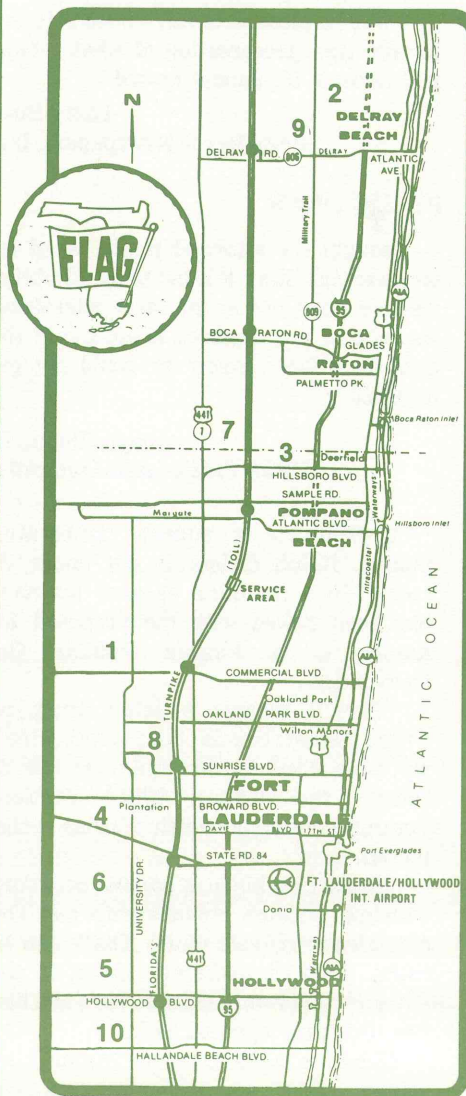 N
FLAG
2
DELRAY
BEACH
9
DELRAY RD. 806 DELRAY
ATLANTIC
AVE
Military Trail
A1A
809
95
1
BOCA RATON RD
BOCA
GLADES
RATON
PALMETTO PK.
Boca Raton Inlet
441
7
7
3
Deerfield
HILLSBORO BLVD
SAMPLE RD.
Margate
POMPANO
ATLANTIC BLVD.
BEACH
Hillsboro Inlet
Intracoastal Waterways
(TOLL)
SERVICE
AREA
ATLANTIC OCEAN
1
TURNPIKE
COMMERCIAL BLVD
A1A
Oakland Park
OAKLAND PARK BLVD.
Wilton Manors
1
8
SUNRISE BLVD
FORT
Plantation
BROWARD BLVD.
LAUDERDALE
4
DAVIE BLVD 17TH ST
Port Everglades
STATE RD. 84
6
UNIVERSITY DR.
FT. LAUDERDALE/HOLLYWOOD
INT. AIRPORT
Dania
FLORIDA'S
441
5
HOLLYWOOD
A1A
HOLLYWOOD BLVD.
95
10
HALLANDALE BEACH BLVD.